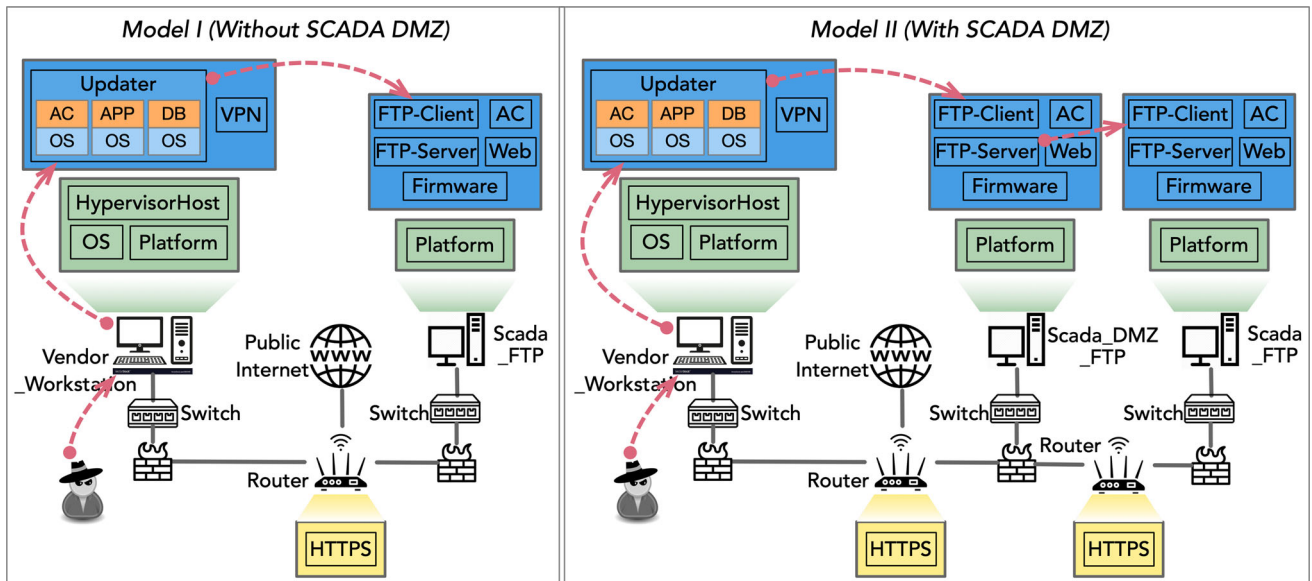 Model I (Without SCADA DMZ)
Updater
AC APP DB
OS OS OS
VPN
FTP-Client AC
FTP-Server Web
Firmware
HypervisorHost
OS Platform
Platform
Vendor
_Workstation
Public
Internet
WWW
Scada
_FTP
Switch
Switch
Router
HTTPS
Model II (With SCADA DMZ)
Updater
AC APP DB
OS OS OS
VPN
FTP-Client AC
FTP-Server Web
Firmware
FTP-Client AC
FTP-Server Web
Firmware
HypervisorHost
OS Platform
Platform
Platform
Vendor
_Workstation
Public
Internet
WWW
Scada_DMZ
_FTP
Scada
_FTP
Switch
Switch
Switch
Router
Router
HTTPS
HTTPS